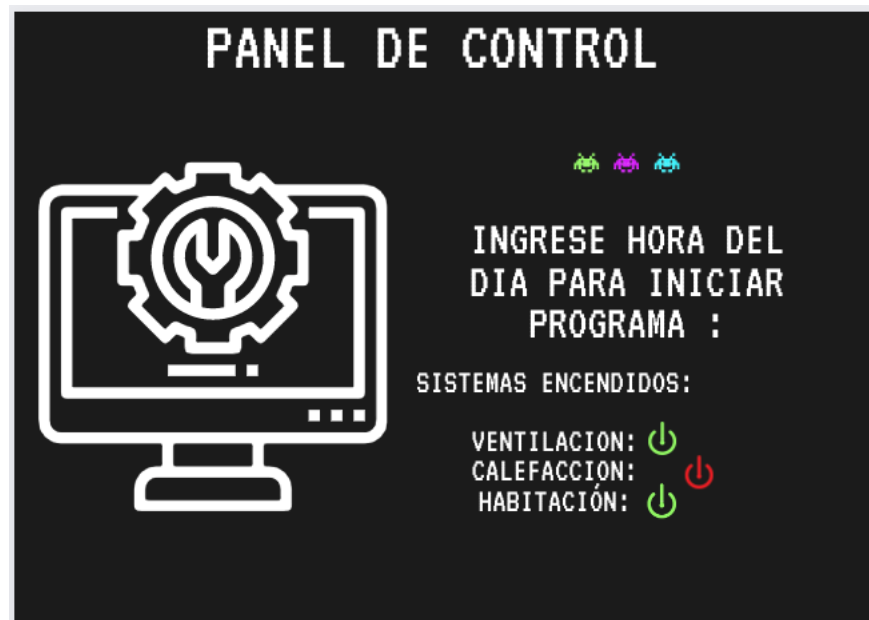 PANEL DE CONTROL
INGRESE HORA DEL
DIA PARA INICIAR
PROGRAMA :
SISTEMAS ENCENDIDOS:
VENTILACION:
CALEFACCION:
HABITACIÓN: